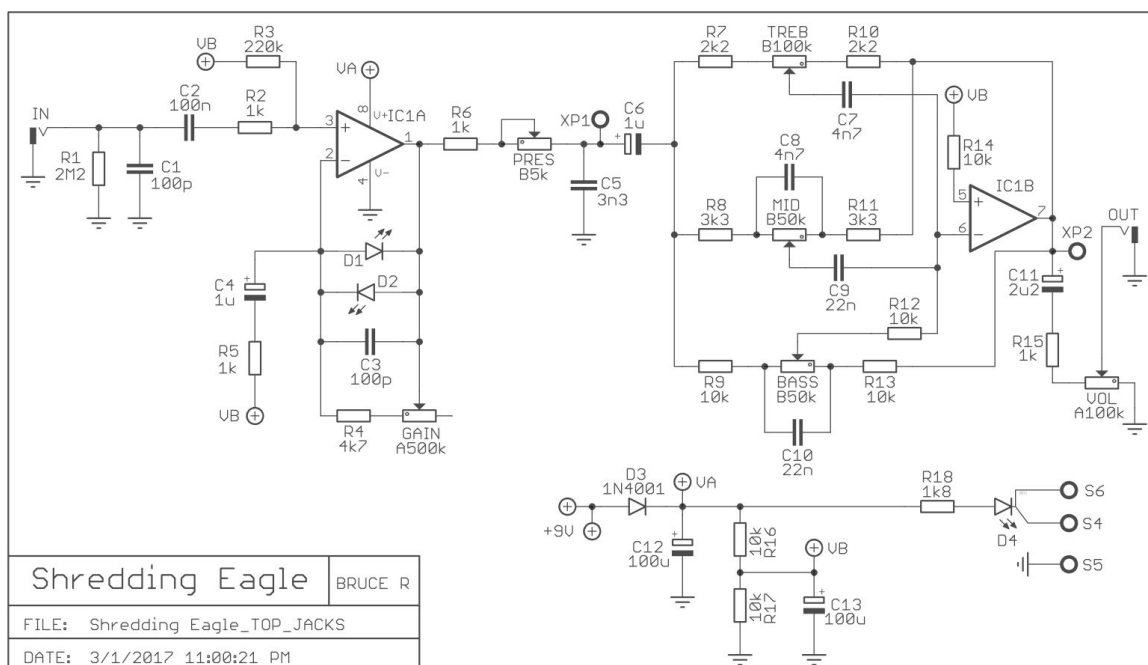 VB
R3
220k
VA
R7
2k2
TREB
B100k
R10
2k2
C2
100n
R2
1k
8
V+
IC1A
IN
3
+
1
R6
1k
XP1
C6
1u
+
C7
4n7
VB
2
-
V-
4
PRES
B5k
C8
4n7
R14
10k
R1
2M2
C1
100p
C5
3n3
R8
3k3
MID
B50k
R11
3k3
IC1B
5
+
7
6
-
OUT
D1
C9
22n
XP2
C4
1u
+
D2
R12
10k
C11
2u2
+
R5
1k
C3
100p
R9
10k
BASS
B50k
R13
10k
R15
1k
VB
R4
4k7
GAIN
A500k
C10
22n
VOL
A100k
D3
1N4001
VA
R18
1k8
S6
+9V
S4
D4
C12
100u
+
10k
R16
VB
S5
10k
R17
C13
100u
+
Shredding Eagle
BRUCE R
FILE: Shredding Eagle_TOP_JACKS
DATE: 3/1/2017 11:00:21 PM